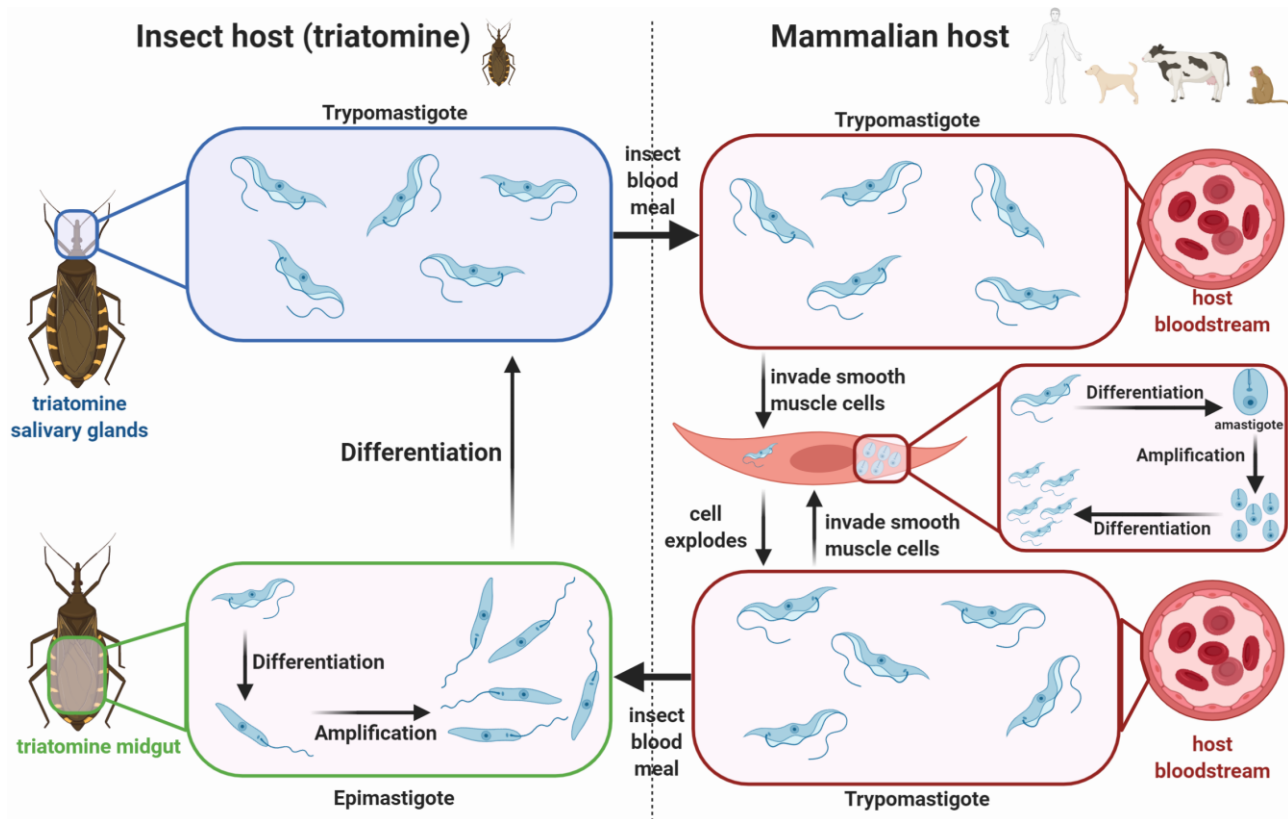 Insect host (triatomine)
Mammalian host
Trypomastigote
insect
blood
meal
Trypomastigote
triatomine
salivary glands
host
bloodstream
Differentiation
invade smooth
muscle cells
Differentiation
amastigote
Amplification
Differentiation
cell
explodes
invade smooth
muscle cells
Differentiation
Amplification
triatomine midgut
Epimastigote
insect
blood
meal
Trypomastigote
host
bloodstream